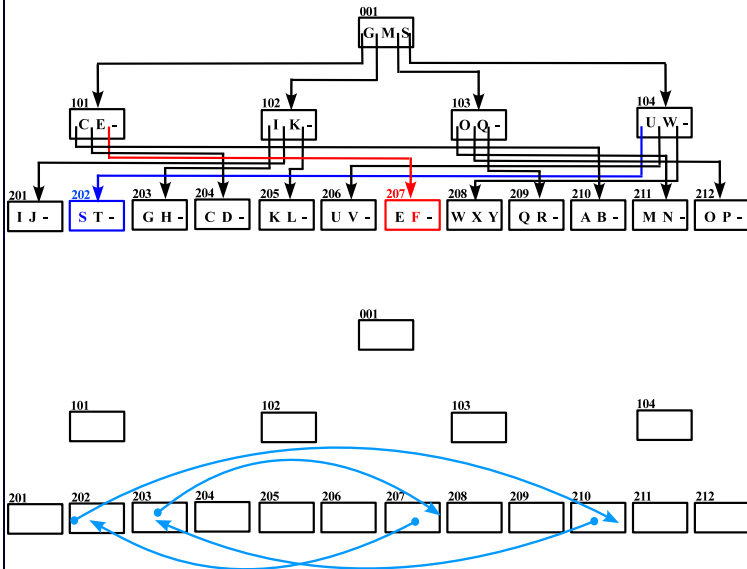 001
G M S
101 102 103 104
C E - I K - O Q - U W -
201 202 203 204 205 206 207 208 209 210 211 212
I J - S T - G H - C D - K L - U V - E F - W X Y Q R - A B - M N - O P -
001
101 102 103 104
201 202 203 204 205 206 207 208 209 210 211 212